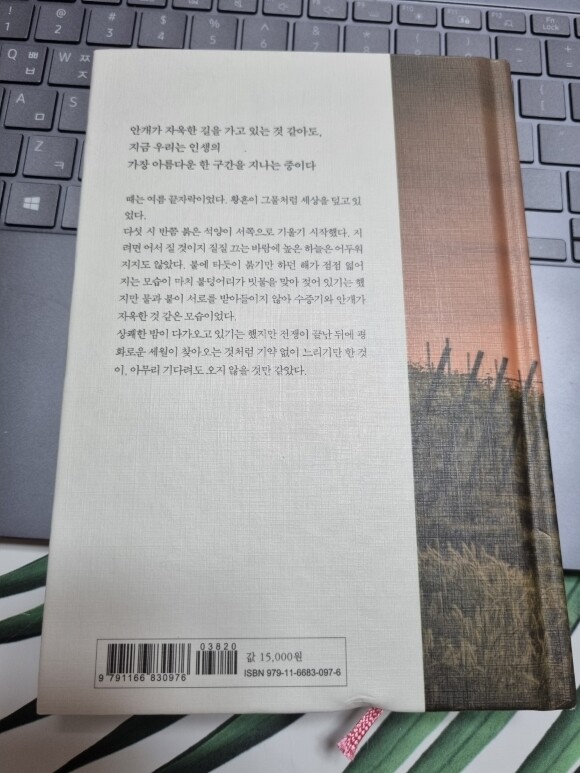 안개가 자욱한 길을 가고 있는 것 같아도,
지금 우리는 인생의
가장 아름다운 한 구간을 지나는 중이다
때는 여름 끝자락이었다. 황혼이 그물처럼 세상을 덮고 있
었다.
다섯 시 반쯤 붉은 석양이 서쪽으로 기울기 시작했다. 지
려면 어서 질 것이지 질질 끄는 바람에 높은 하늘은 어두워
지지도 않았다. 불에 타듯이 붉기만 하던 해가 점점 엷어
지는 모습이 마치 불덩어리가 빗물을 맞아 젖어 있기는 했
지만 물과 불이 서로를 받아들이지 않아 수증기와 안개가
자욱한 것 같은 모습이었다.
상쾌한 밤이 다가오고 있기는 했지만 전쟁이 끝난 뒤에 평
화로운 세월이 찾아오는 것처럼 기약 없이 느리기만 한 것
이, 아무리 기다려도 오지 않을 것만 같았다.
03820
9 791166 830976
값 15,000원
ISBN 979-11-6683-097-6